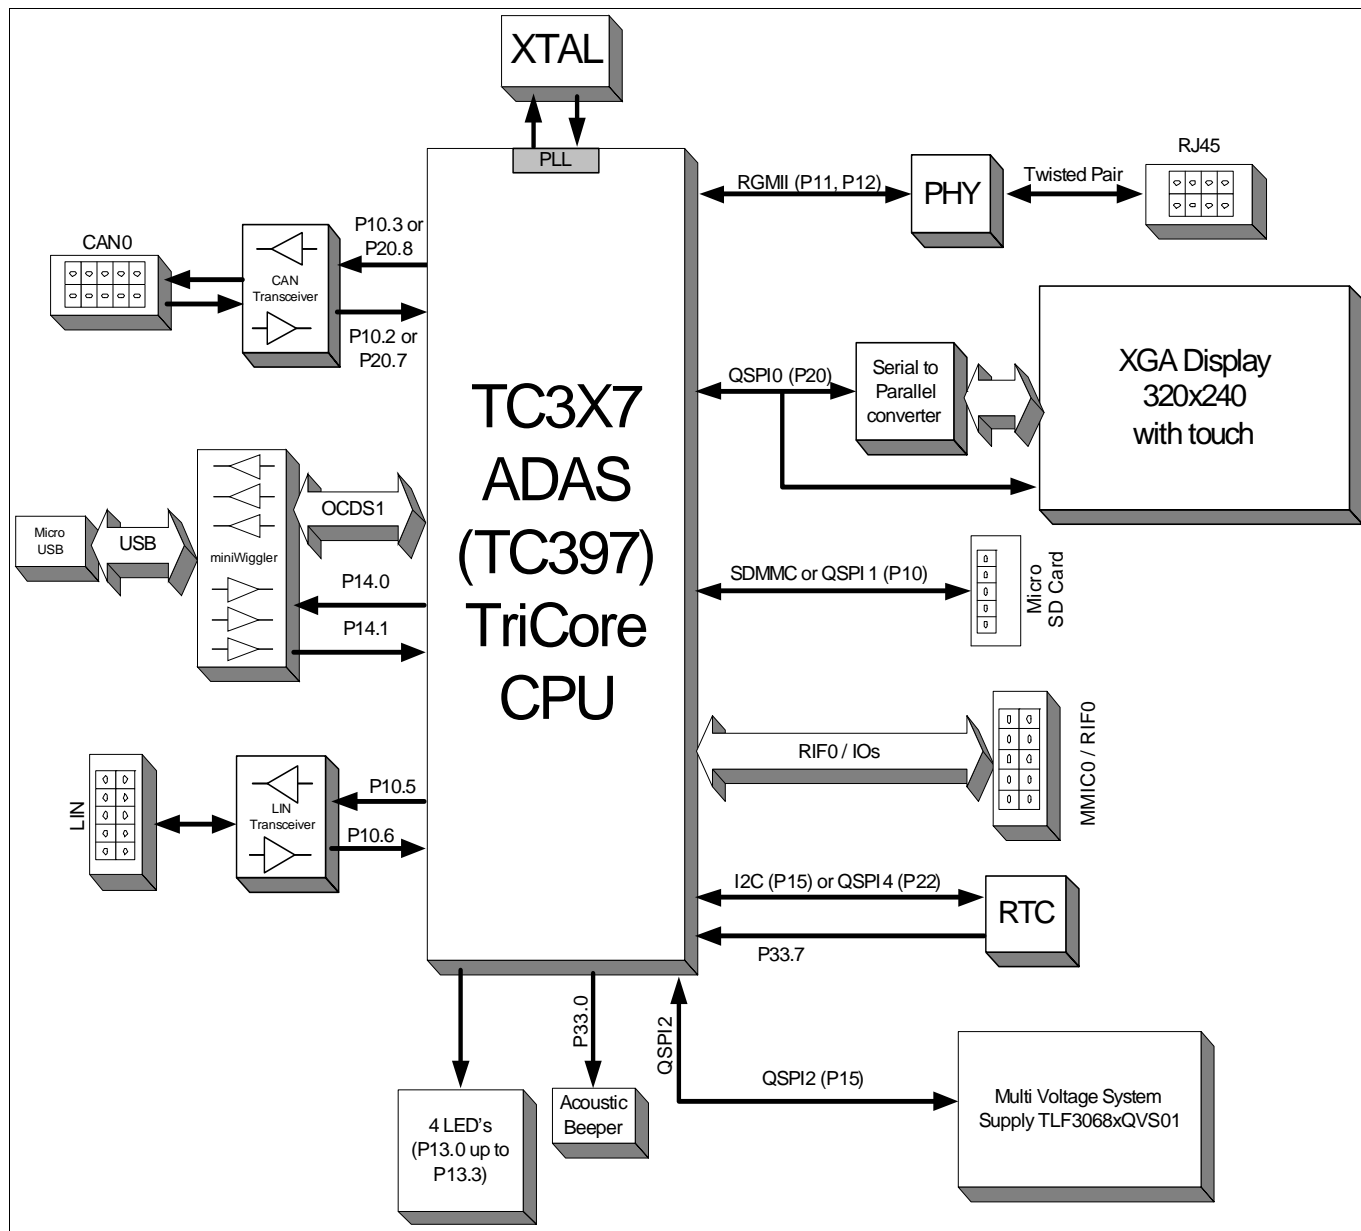 XTAL
PLL
RJ45
RGMII (P11, P12)
PHY
Twisted Pair
P10.3 or
P20.8
CAN0
CAN
Transceiver
P10.2 or
P20.7
TC3X7
ADAS
(TC397)
TriCore
CPU
QSPI0 (P20)
Serial to
Parallel
converter
XGA Display
320x240
with touch
OCDS1
Micro
USB
USB
miniWiggler
P14.0
P14.1
SDMMC or QSPI1 (P10)
Micro
SD Card
RIF0 / IOs
MMIC0 / RIF0
LIN
LIN
Transceiver
P10.5
P10.6
I2C (P15) or QSPI4 (P22)
RTC
P33.7
P33.0
QSPI2
QSPI2 (P15)
4 LED's
(P13.0 up to
P13.3)
Acoustic
Beeper
Multi Voltage System
Supply TLF3068xQVS01